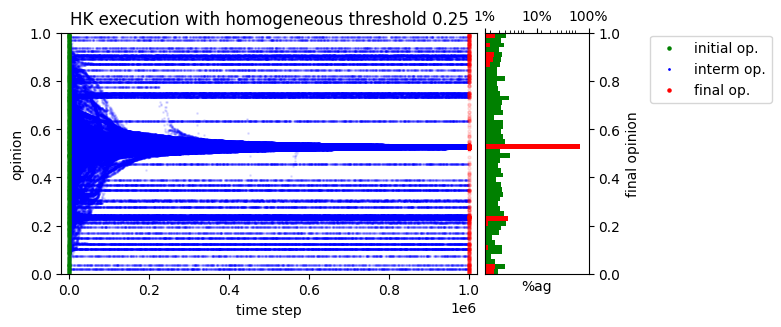 HK execution with homogeneous threshold 0.25
1% 10% 100%
1.0 1.0
0.8 0.8
0.6 0.6
0.4 0.4
0.2 0.2
0.0 0.0
opinion
final opinion
0.0 0.2 0.4 0.6 0.8 1.0
1e6
time step
%ag
initial op.
interm op.
final op.